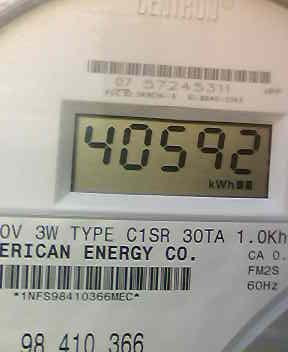 CENTRON®
07 57245311
40592
kWh
0V 3W TYPE C1SR 30TA 1.0Kh
ERICAN ENERGY CO.
CA 0.
FM2S
60Hz
*1NFS98410366MEC*
98 410 366